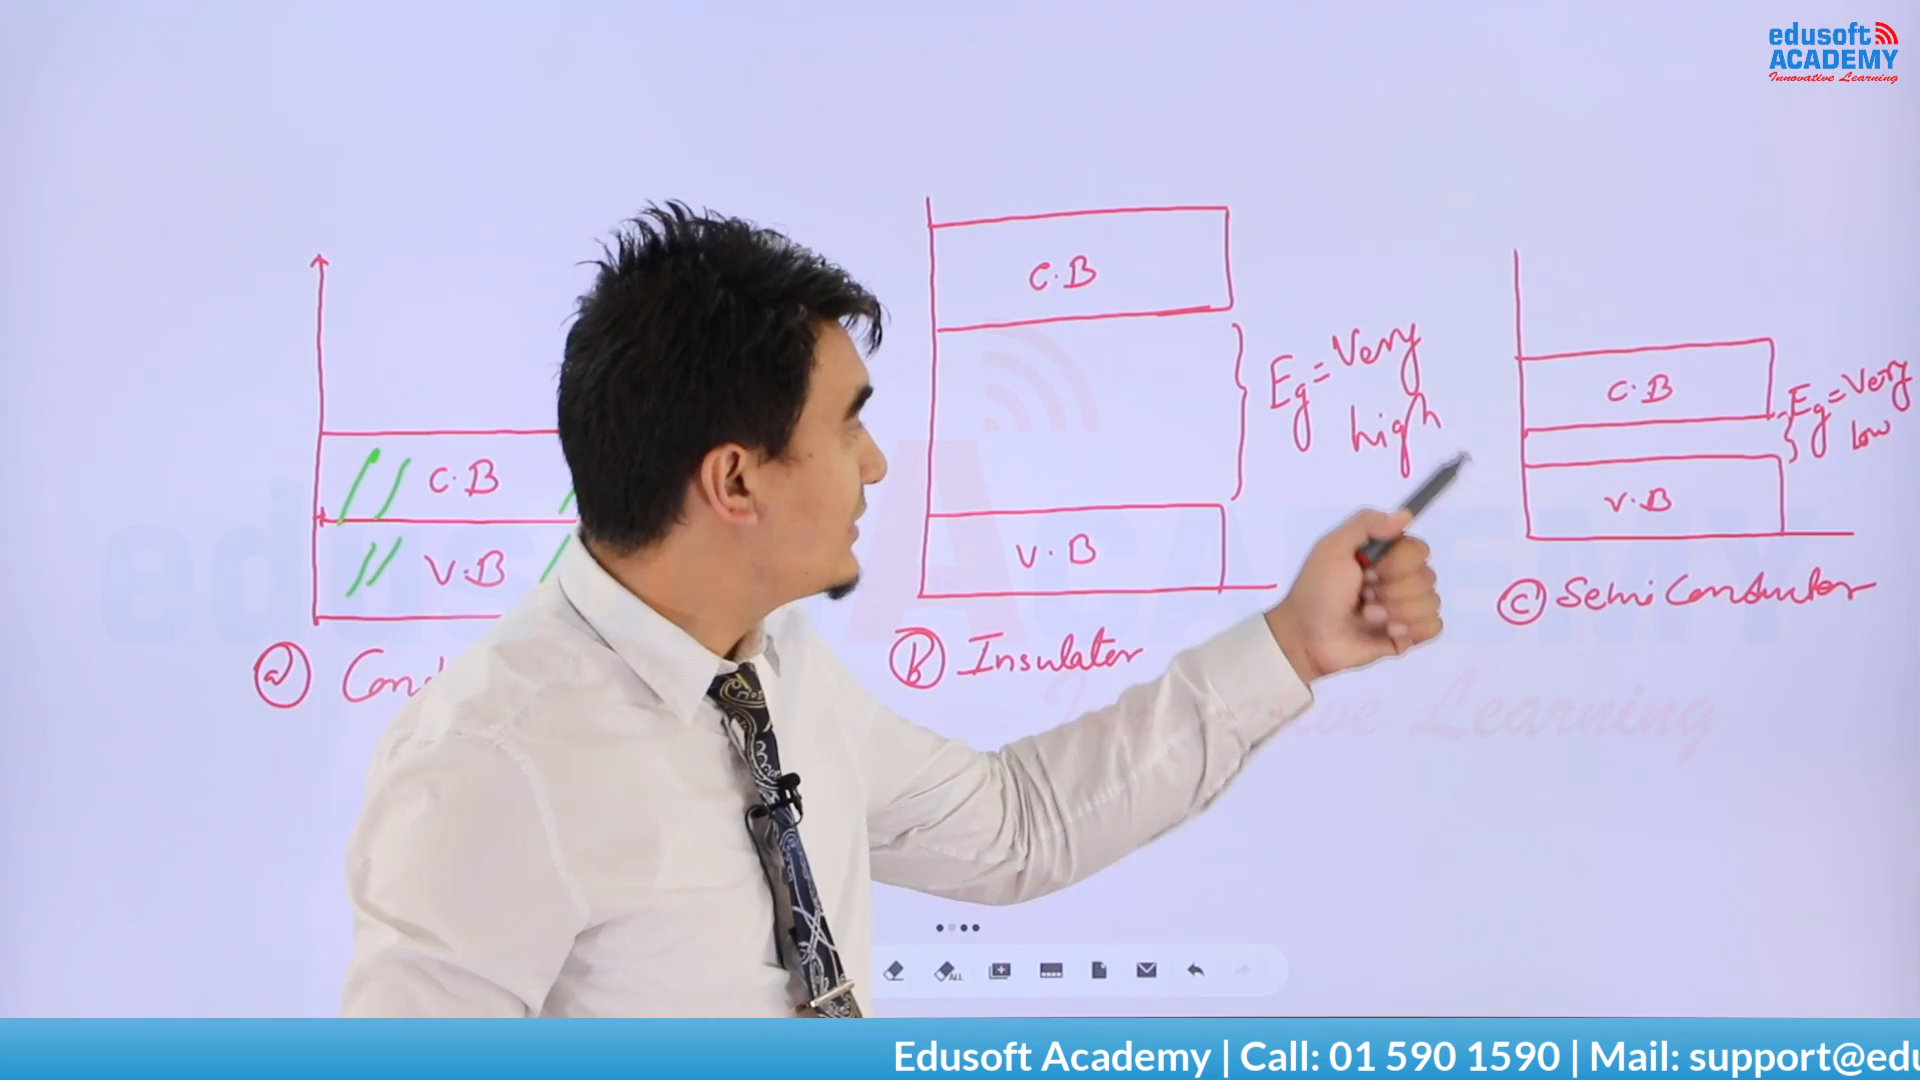 edusoft
ACADEMY
Innovative Learning
C.B
V.B
ⓐ Con
C.B
Eg = Very
high
V.B
ⓑ Insulator
C.B
Eg = Very
low
V.B
ⓒ Semi Conductor
Edusoft Academy | Call: 01 590 1590 | Mail: support@edu